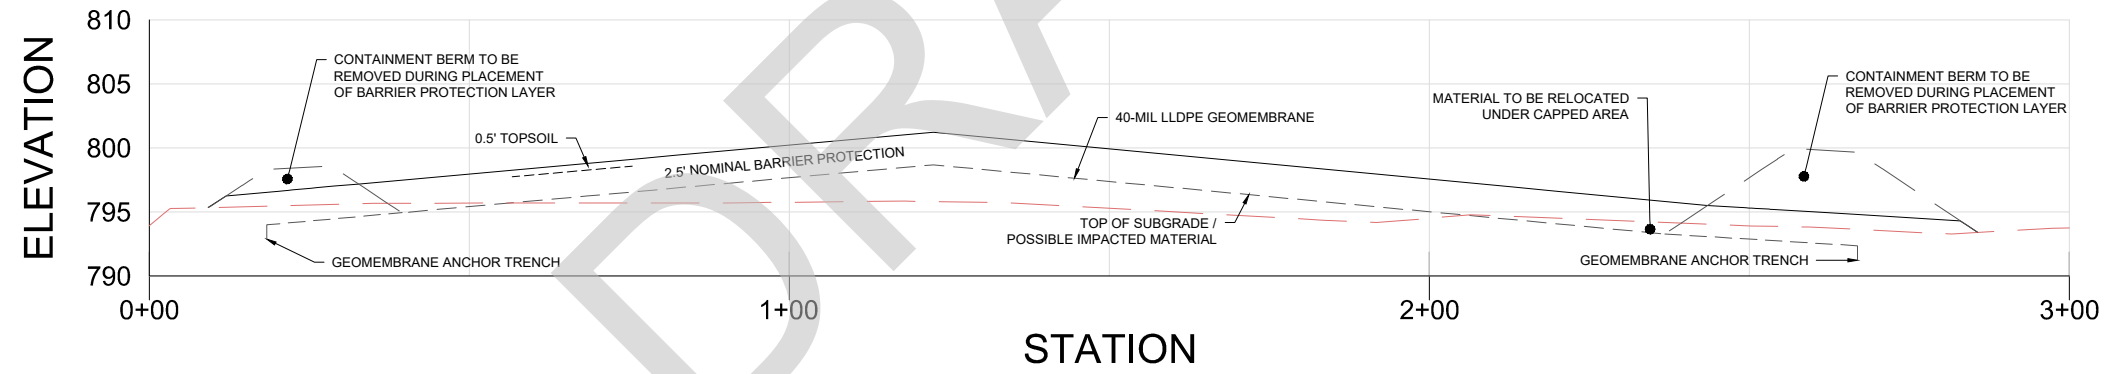 810
805
800
795
790
ELEVATION
CONTAINMENT BERM TO BE
REMOVED DURING PLACEMENT
OF BARRIER PROTECTION LAYER
0.5' TOPSOIL
2.5' NOMINAL BARRIER PROTECTION
40-MIL LLDPE GEOMEMBRANE
MATERIAL TO BE RELOCATED
UNDER CAPPED AREA
CONTAINMENT BERM TO BE
REMOVED DURING PLACEMENT
OF BARRIER PROTECTION LAYER
TOP OF SUBGRADE /
POSSIBLE IMPACTED MATERIAL
GEOMEMBRANE ANCHOR TRENCH
GEOMEMBRANE ANCHOR TRENCH
0+00
1+00
2+00
3+00
STATION
DRA